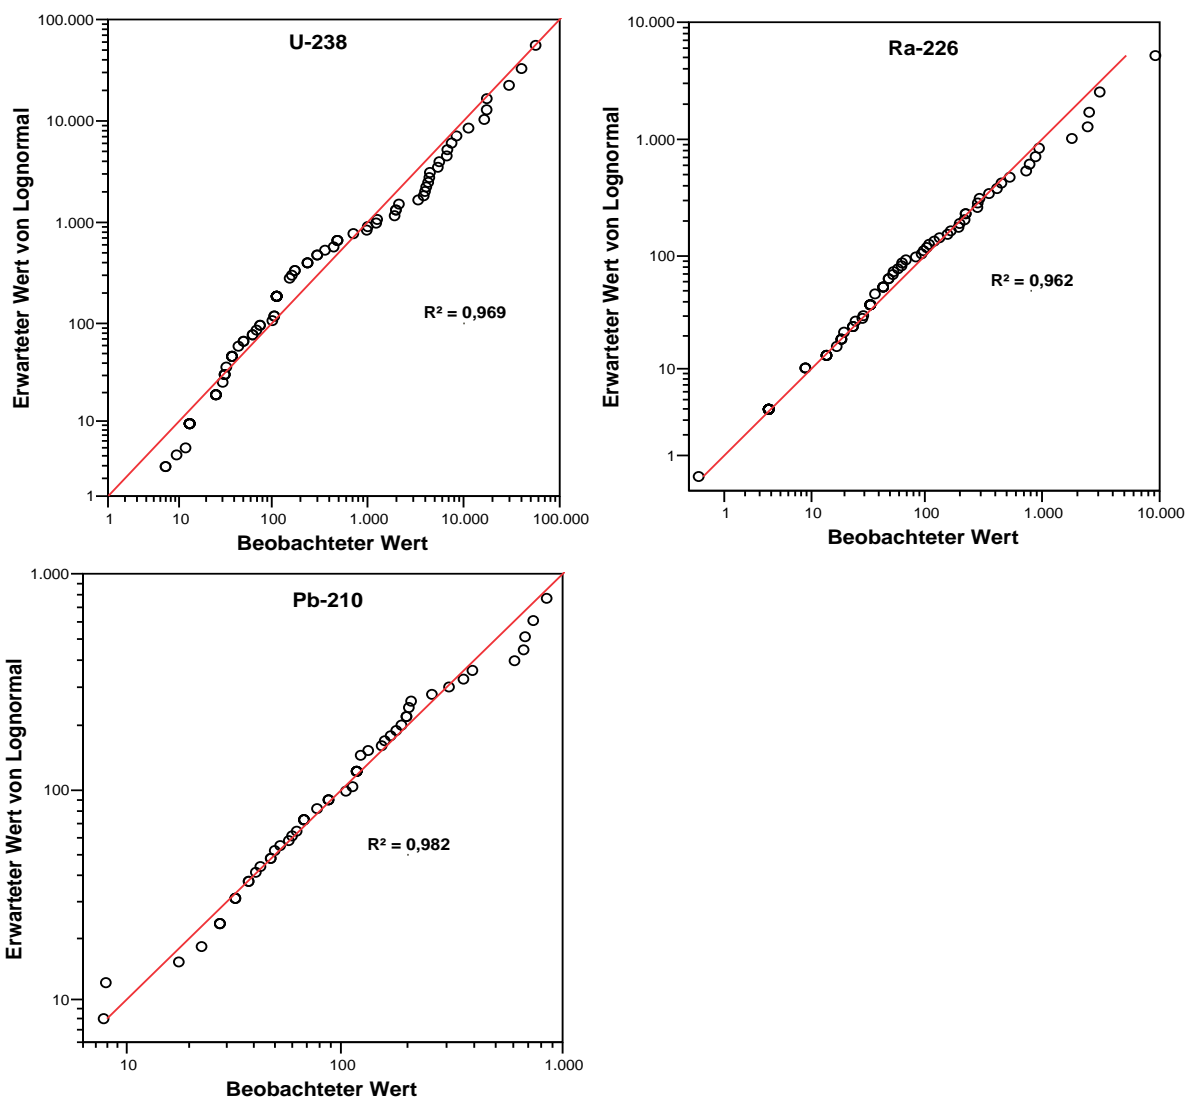 U-238
Erwarteter Wert von Lognormal
100.000
10.000
1.000
100
10
1
R² = 0,969
1 10 100 1.000 10.000 100.000
Beobachteter Wert
Ra-226
Erwarteter Wert von Lognormal
10.000
1.000
100
10
1
R² = 0,962
1 10 100 1.000 10.000
Beobachteter Wert
Pb-210
Erwarteter Wert von Lognormal
1.000
100
10
R² = 0,982
10 100 1.000
Beobachteter Wert